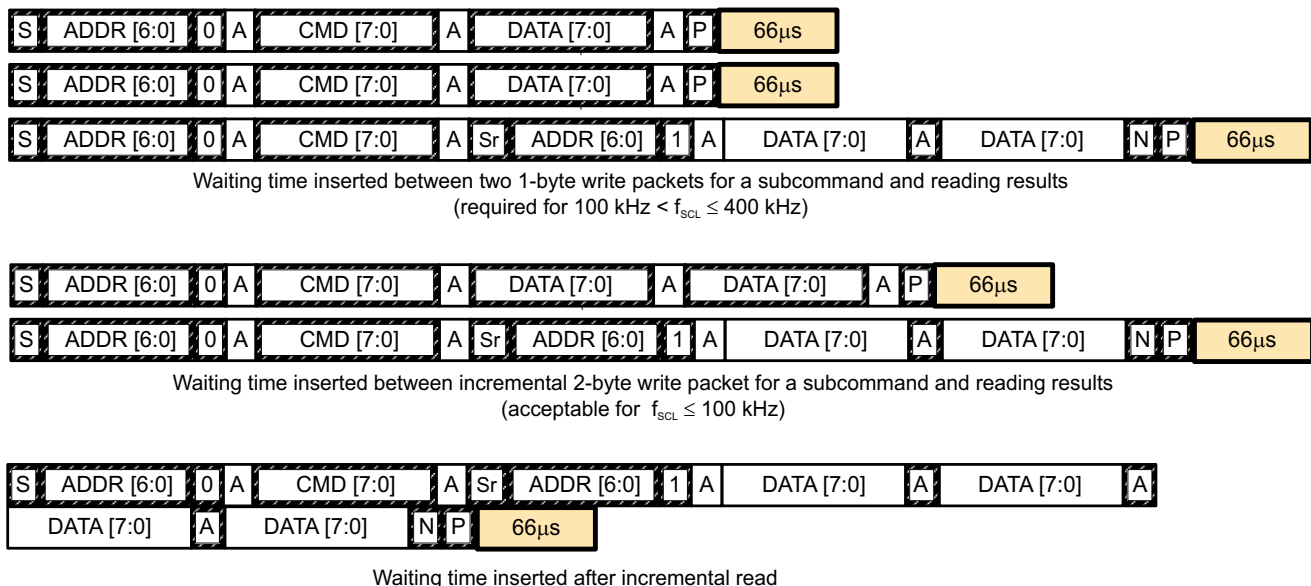 S ADDR [6:0] 0 A CMD [7:0] A DATA [7:0] A P 66μs
S ADDR [6:0] 0 A CMD [7:0] A DATA [7:0] A P 66μs
S ADDR [6:0] 0 A CMD [7:0] A Sr ADDR [6:0] 1 A DATA [7:0] A DATA [7:0] N P 66μs
Waiting time inserted between two 1-byte write packets for a subcommand and reading results
(required for 100 kHz < fSCL ≤ 400 kHz)
S ADDR [6:0] 0 A CMD [7:0] A DATA [7:0] A DATA [7:0] A P 66μs
S ADDR [6:0] 0 A CMD [7:0] A Sr ADDR [6:0] 1 A DATA [7:0] A DATA [7:0] N P 66μs
Waiting time inserted between incremental 2-byte write packet for a subcommand and reading results
(acceptable for fSCL ≤ 100 kHz)
S ADDR [6:0] 0 A CMD [7:0] A Sr ADDR [6:0] 1 A DATA [7:0] A DATA [7:0] A
DATA [7:0] A DATA [7:0] N P 66μs
Waiting time inserted after incremental read